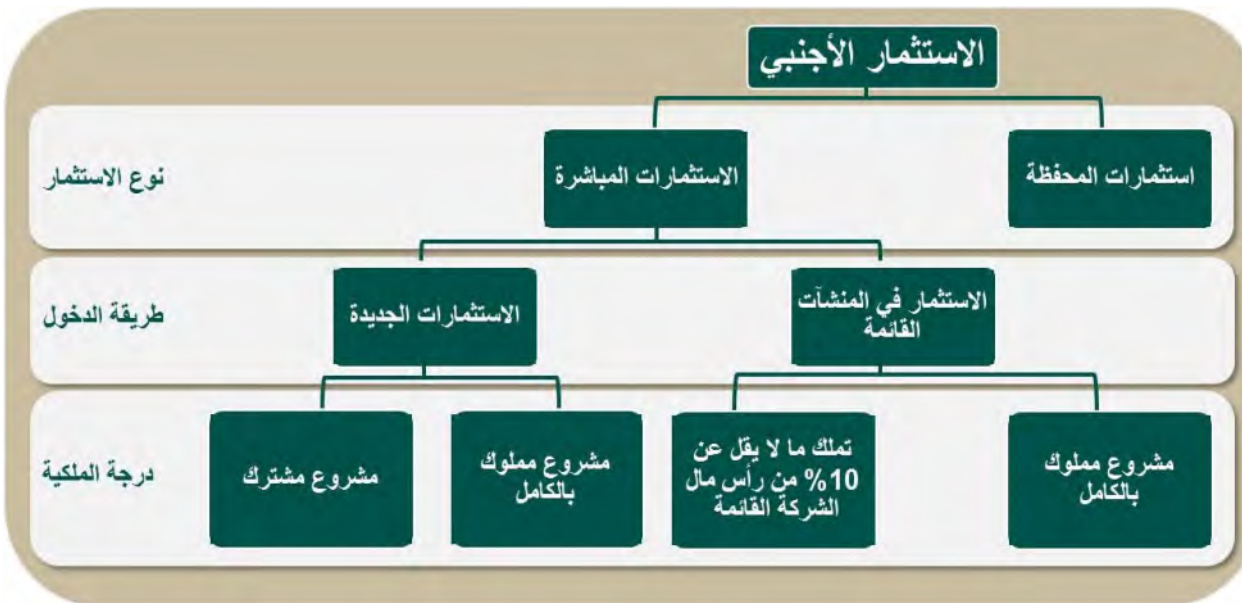 الاستثمار الأجنبي
نوع الاستثمار
استثمارات المحفظة
الاستثمارات المباشرة
طريقة الدخول
الاستثمار في المنشآت
القائمة
الاستثمارات الجديدة
درجة الملكية
مشروع مملوك
بالكامل
تملك ما لا يقل عن
10% من رأس مال
الشركة القائمة
مشروع مملوك
بالكامل
مشروع مشترك